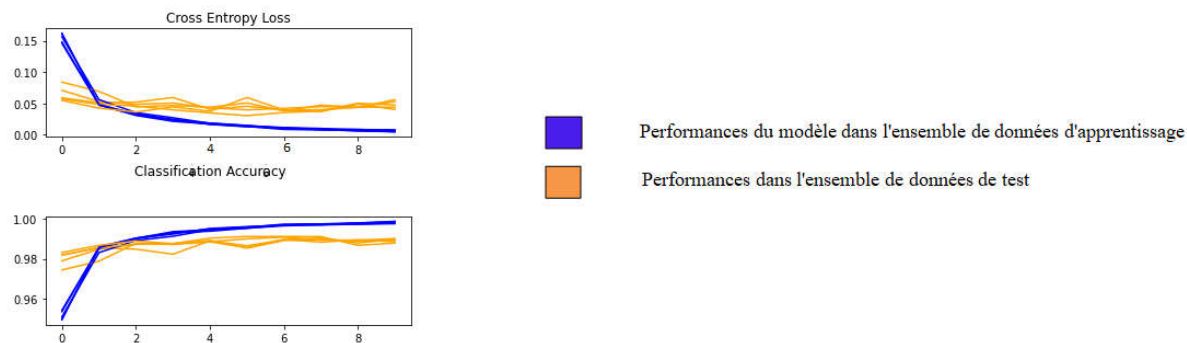 Cross Entropy Loss
0.15
0.10
0.05
0.00
0 2 4 6 8
Classification Accuracy
1.00
0.98
0.96
0 2 4 6 8
Performances du modèle dans l'ensemble de données d'apprentissage
Performances dans l'ensemble de données de test